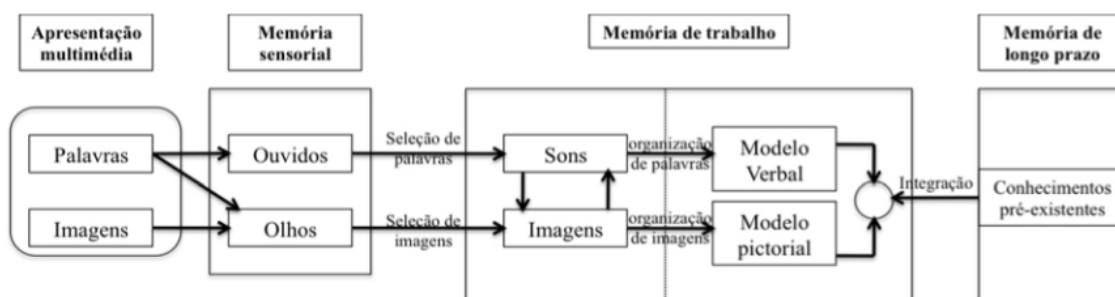 Apresentação
multimédia
Memória
sensorial
Memória de trabalho
Memória de
longo prazo
Palavras
Ouvidos
Seleção de
palavras
Sons
organização
de palavras
Modelo
Verbal
Integração
Conhecimentos
pré-existentes
Imagens
Olhos
Seleção de
imagens
Imagens
organização
de imagens
Modelo
pictorial